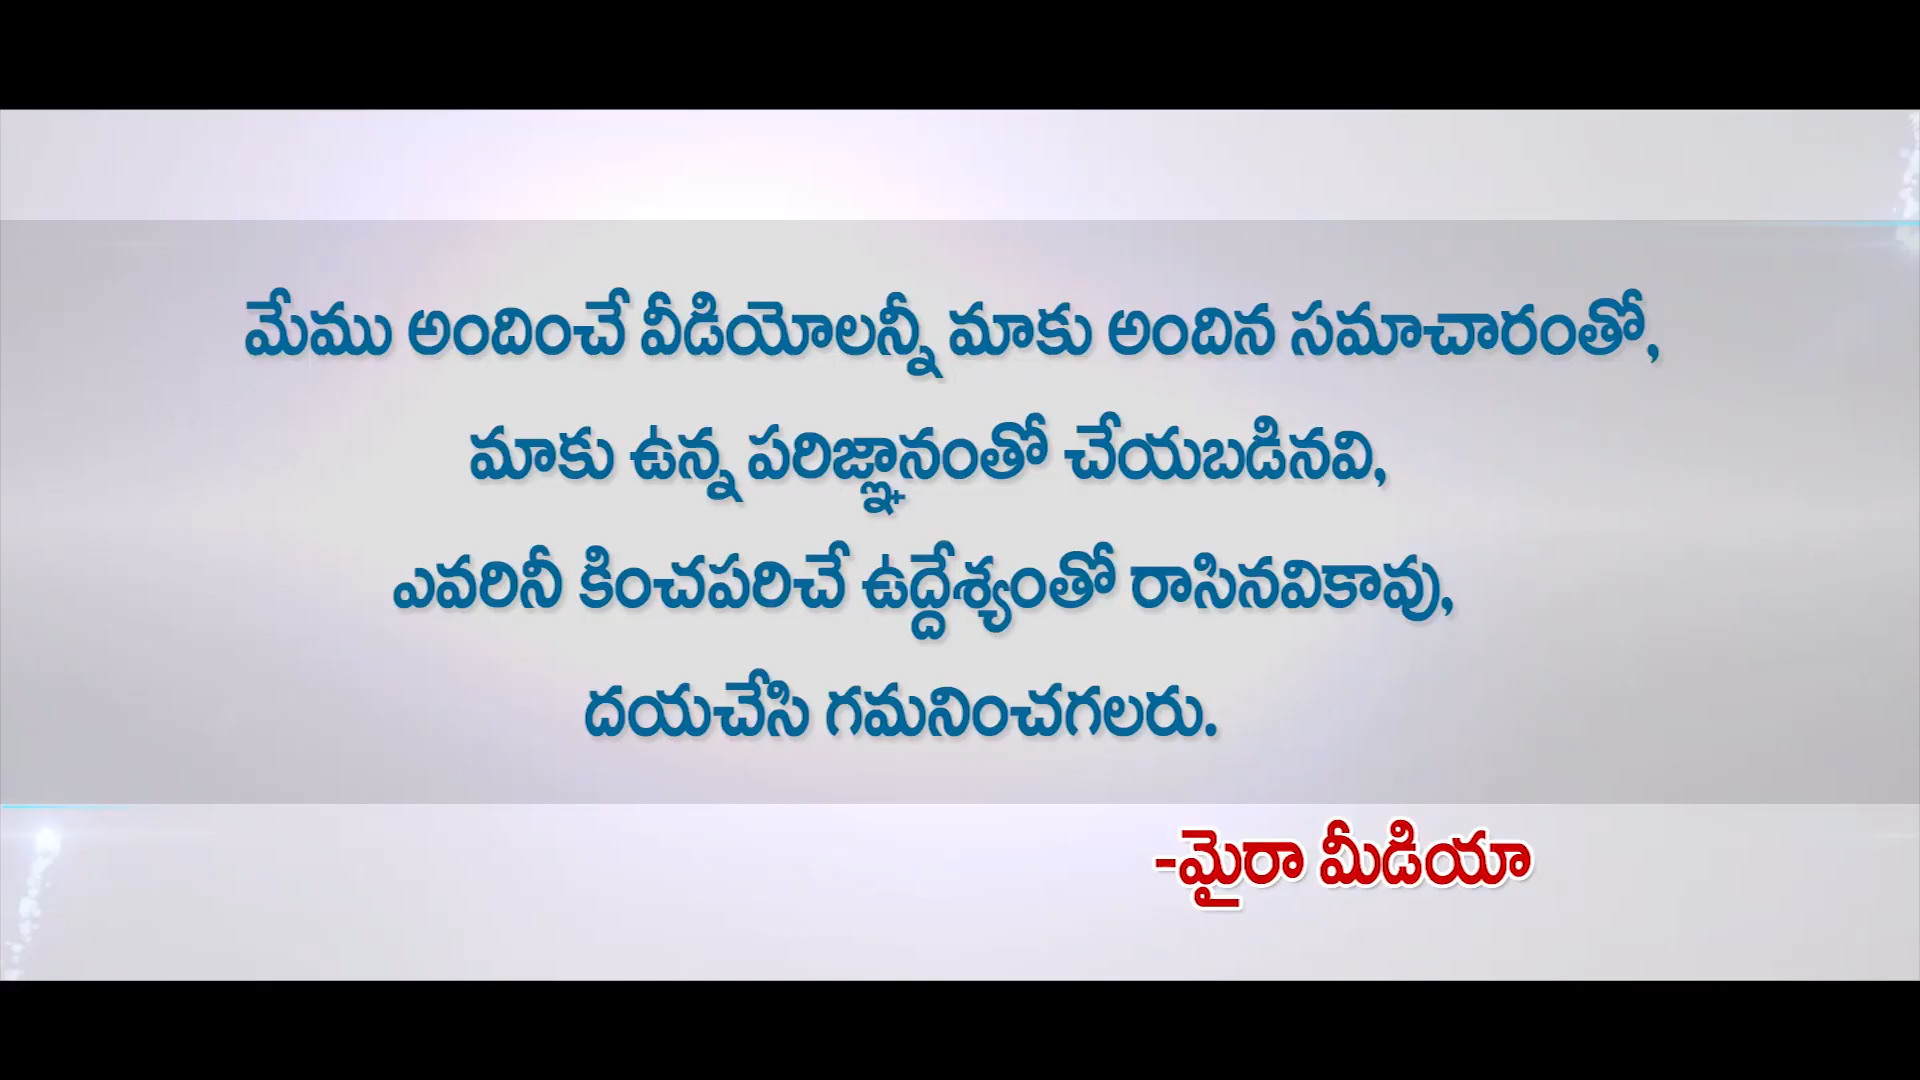 మేము అందించే వీడియోలన్నీ మాకు అందిన సమాచారంతో,
మాకు ఉన్న పరిజ్ఞానంతో చేయబడినవి,
ఎవరినీ కించపరిచే ఉద్దేశ్యంతో రాసినవికావు,
దయచేసి గమనించగలరు.
-మైరా మీడియా